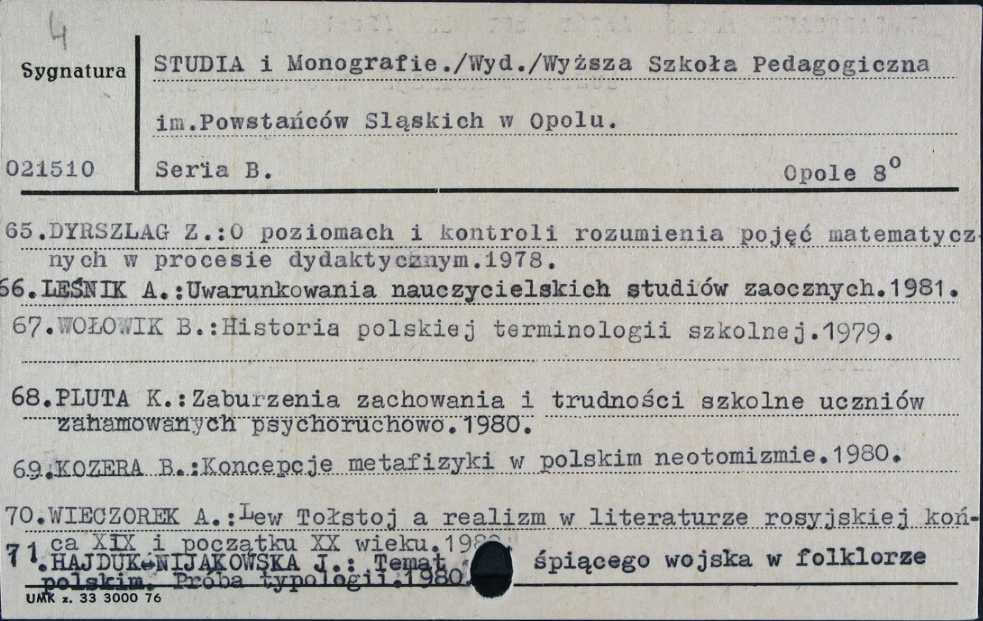 4
Sygnatura
STUDIA i Monografie./Wyd./Wyższa Szkoła Pedagogiczna
im.Powstańców Sląskich w Opolu.
021510 Seria B. Opole 8⁰
65.DYRSZLAG Z.:O poziomach i kontroli rozumienia pojęć matematycz-
nych w procesie dydaktycznym.1978.
66.LEŚNIK A.:Uwarunkowania nauczycielskich studiów zaocznych.1981.
67.WOŁOWIK B.:Historia polskiej terminologii szkolnej.1979.
68.PLUTA K.:Zaburzenia zachowania i trudności szkolne uczniów
zahamowanych psychoruchowo.1980.
69.KOZERA B.:Koncepcje metafizyki w polskim neotomizmie.1980.
70.WIECZOREK A.:Lew Tołstoj a realizm w literaturze rosyjskiej koń-
ca XIX i początku XX wieku.
71.HAJDUK-NIJAKOWSKA J.: Temat śpiącego wojska w folklorze
polskim. Próba typologii.1980.
UMK z. 33 3000 76